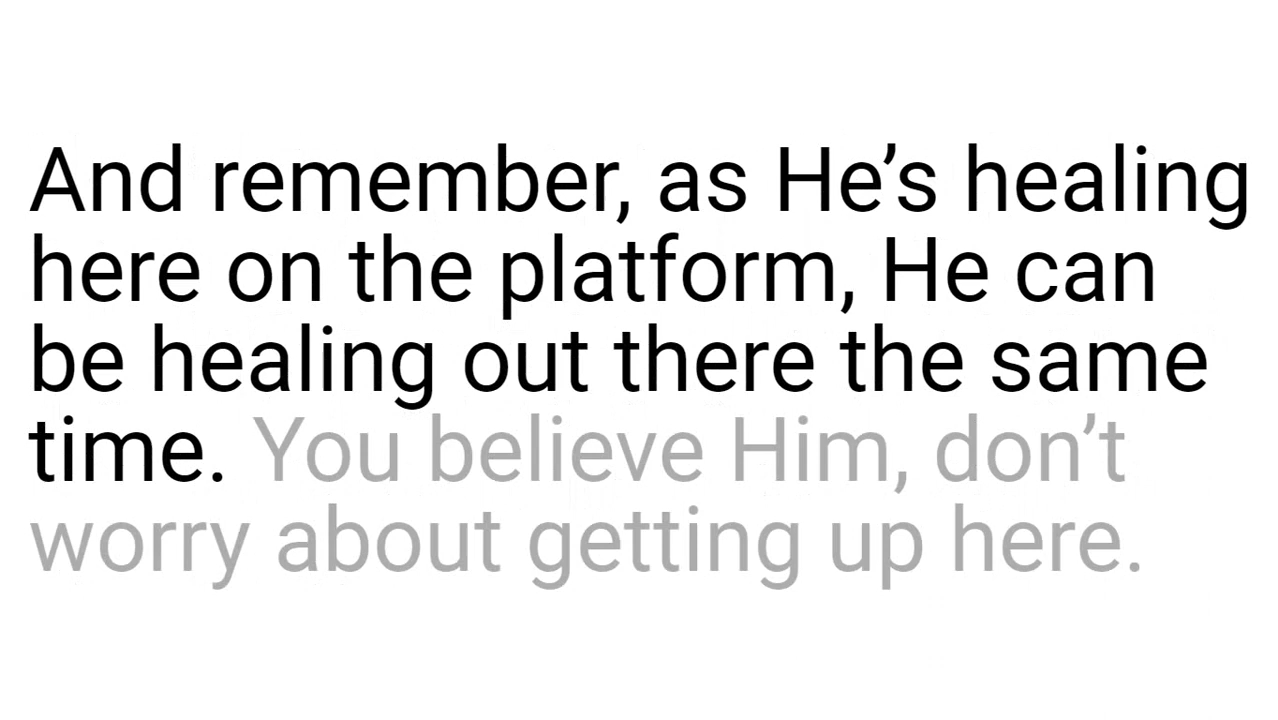 And remember, as He’s healing
here on the platform, He can
be healing out there the same
time. You believe Him, don’t
worry about getting up here.